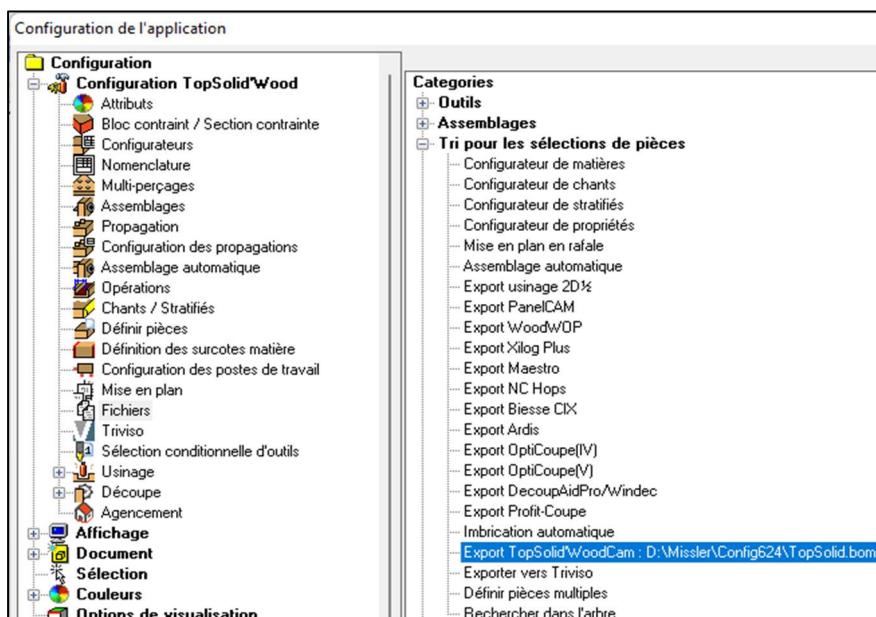 Configuration de l'application
Configuration
Configuration TopSolid'Wood
Attributs
Bloc contraint / Section contrainte
Configurateurs
Nomenclature
Multi-perçages
Assemblages
Propagation
Configuration des propagations
Assemblage automatique
Opérations
Chants / Stratifiés
Définir pièces
Définition des surcotes matière
Configuration des postes de travail
Mise en plan
Fichiers
Triviso
Sélection conditionnelle d'outils
Usinage
Découpe
Agencement
Affichage
Document
Sélection
Couleurs
Options de visualisation
Categories
Outils
Assemblages
Tri pour les sélections de pièces
Configurateur de matières
Configurateur de chants
Configurateur de stratifiés
Configurateur de propriétés
Mise en plan en rafale
Assemblage automatique
Export usinage 2D½
Export PanelCAM
Export WoodWOP
Export Xilog Plus
Export Maestro
Export NC Hops
Export Biesse CIX
Export Ardis
Export OptiCoupe(IV)
Export OptiCoupe(V)
Export DecoupAidPro/Windec
Export Profit-Coupe
Imbrication automatique
Export TopSolid'WoodCam : D:\Missler\Config624\TopSolid.bom
Exporter vers Triviso
Définir pièces multiples
Rechercher dans l'arbre